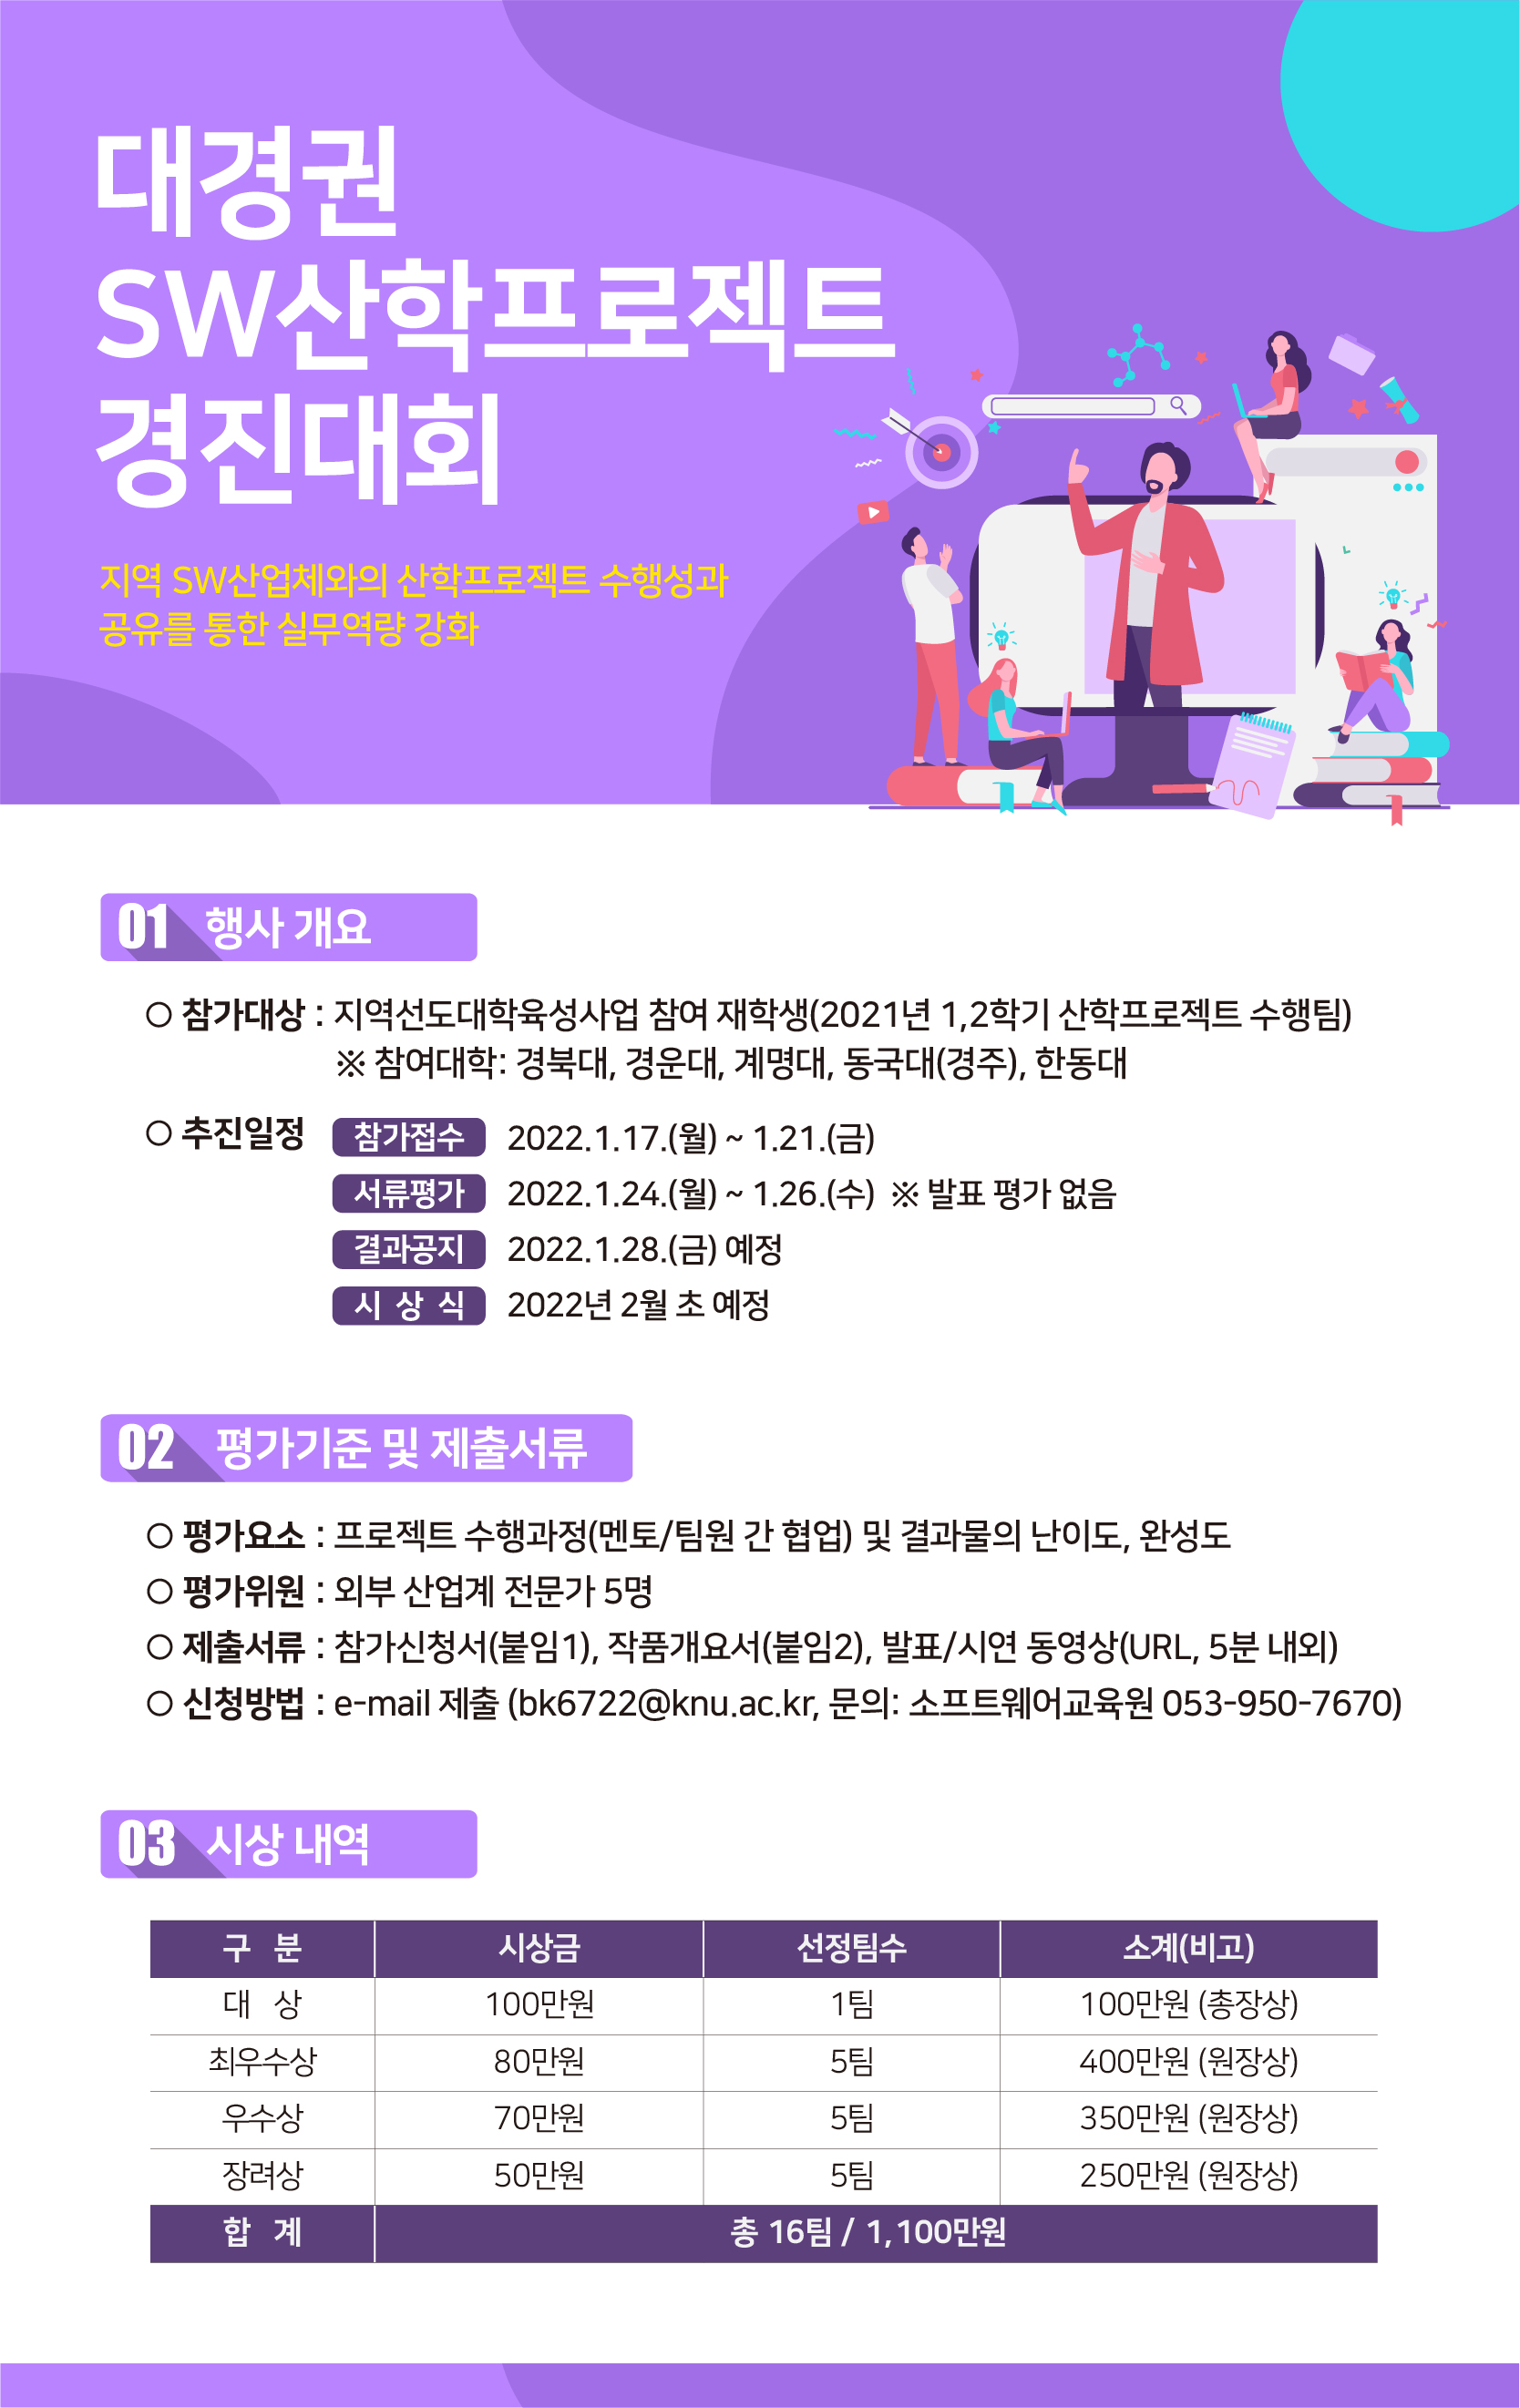 대경권
SW산학프로젝트
경진대회
지역 SW산업체와의 산학프로젝트 수행성과
공유를 통한 실무역량 강화
01 행사 개요
○ 참가대상 : 지역선도대학육성사업 참여 재학생(2021년 1,2학기 산학프로젝트 수행팀)
※ 참여대학: 경북대, 경운대, 계명대, 동국대(경주), 한동대
○ 추진일정 참가접수 2022.1.17.(월) ~ 1.21.(금)
서류평가 2022.1.24.(월) ~ 1.26.(수) ※ 발표 평가 없음
결과공지 2022.1.28.(금) 예정
시 상 식 2022년 2월 초 예정
02 평가기준 및 제출서류
○ 평가요소 : 프로젝트 수행과정(멘토/팀원 간 협업) 및 결과물의 난이도, 완성도
○ 평가위원 : 외부 산업계 전문가 5명
○ 제출서류 : 참가신청서(붙임1), 작품개요서(붙임2), 발표/시연 동영상(URL, 5분 내외)
○ 신청방법 : e-mail 제출 (bk6722@knu.ac.kr, 문의: 소프트웨어교육원 053-950-7670)
03 시상 내역
구 분 시상금 선정팀수 소계(비고)
대 상 100만원 1팀 100만원 (총장상)
최우수상 80만원 5팀 400만원 (원장상)
우수상 70만원 5팀 350만원 (원장상)
장려상 50만원 5팀 250만원 (원장상)
합 계 총 16팀 / 1,100만원